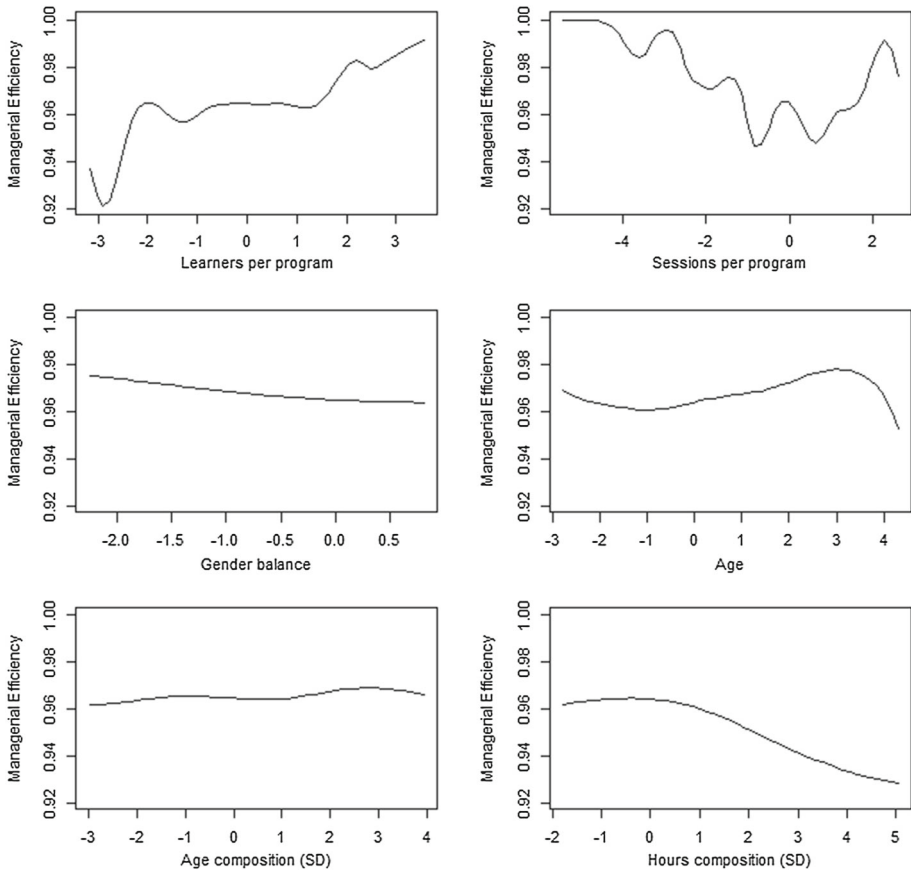 Managerial Efficiency
1.00
0.98
0.96
0.94
0.92
-3 -2 -1 0 1 2 3
Learners per program
Managerial Efficiency
1.00
0.98
0.96
0.94
0.92
-4 -2 0 2
Sessions per program
Managerial Efficiency
1.00
0.98
0.96
0.94
0.92
-2.0 -1.5 -1.0 -0.5 0.0 0.5
Gender balance
Managerial Efficiency
1.00
0.98
0.96
0.94
0.92
-3 -2 -1 0 1 2 3 4
Age
Managerial Efficiency
1.00
0.98
0.96
0.94
0.92
-3 -2 -1 0 1 2 3 4
Age composition (SD)
Managerial Efficiency
1.00
0.98
0.96
0.94
0.92
-2 -1 0 1 2 3 4 5
Hours composition (SD)